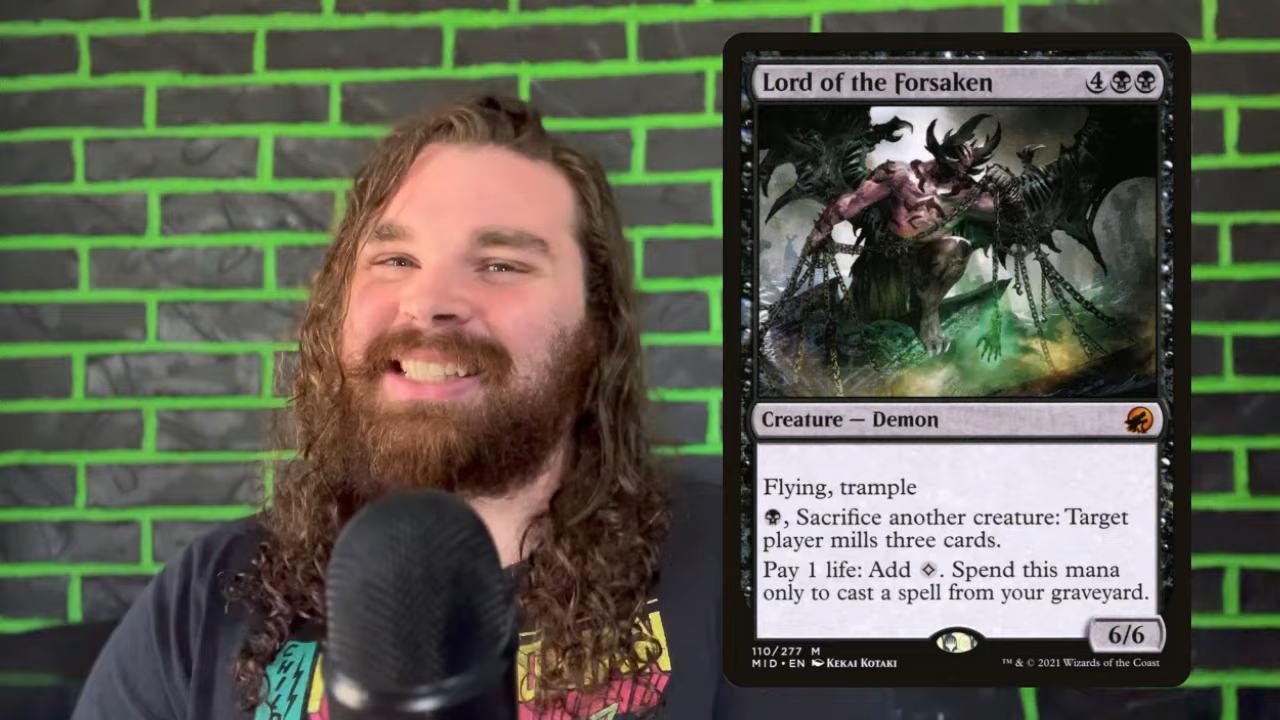 Lord of the Forsaken 4
Creature — Demon
Flying, trample
, Sacrifice another creature: Target
player mills three cards.
Pay 1 life: Add . Spend this mana
only to cast a spell from your graveyard.
6/6
110/277 M
MID • EN KEKAI KOTAKI
™ & © 2021 Wizards of the Coast
CHIL